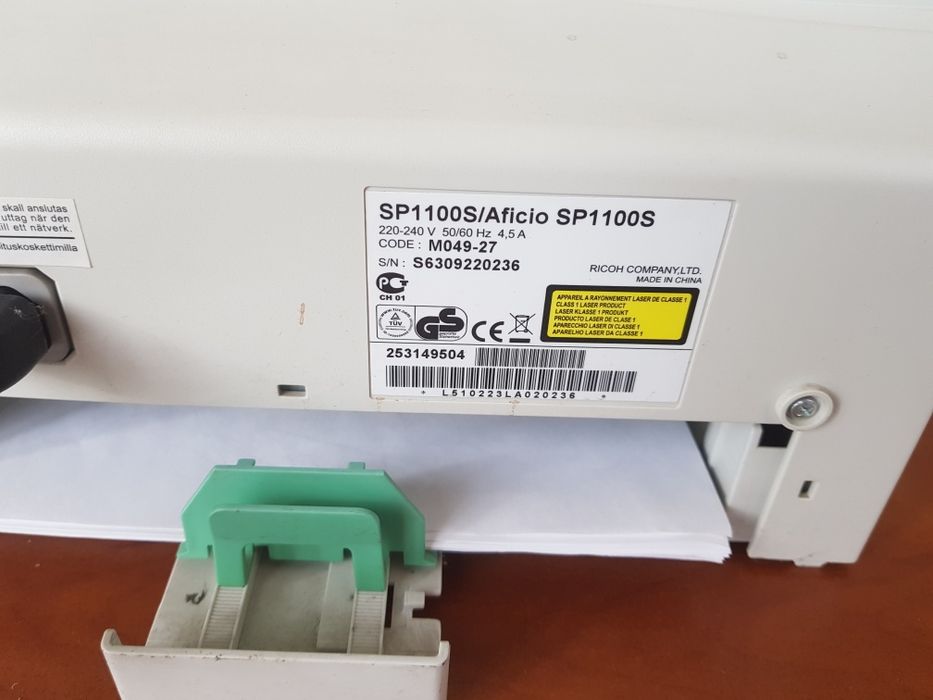 skall anslutas
uttag när den
ill ett nätverk.
ituskoskettimilla
SP1100S/Aficio SP1100S
220-240 V 50/60 Hz 4,5 A
CODE : M049-27
S/N : S6309220236
RICOH COMPANY,LTD.
MADE IN CHINA
CH 01
APPAREIL A RAYONNEMENT LASER DE CLASSE 1
CLASS 1 LASER PRODUCT
LASER KLASSE 1 PRODUKT
PRODUCTO LASER DE CLASE 1
APARECCHIO LASER DI CLASSE 1
APARELHO LASER DA CLASSE 1
TÜV
GS
CE
253149504
* L510223LA020236 *